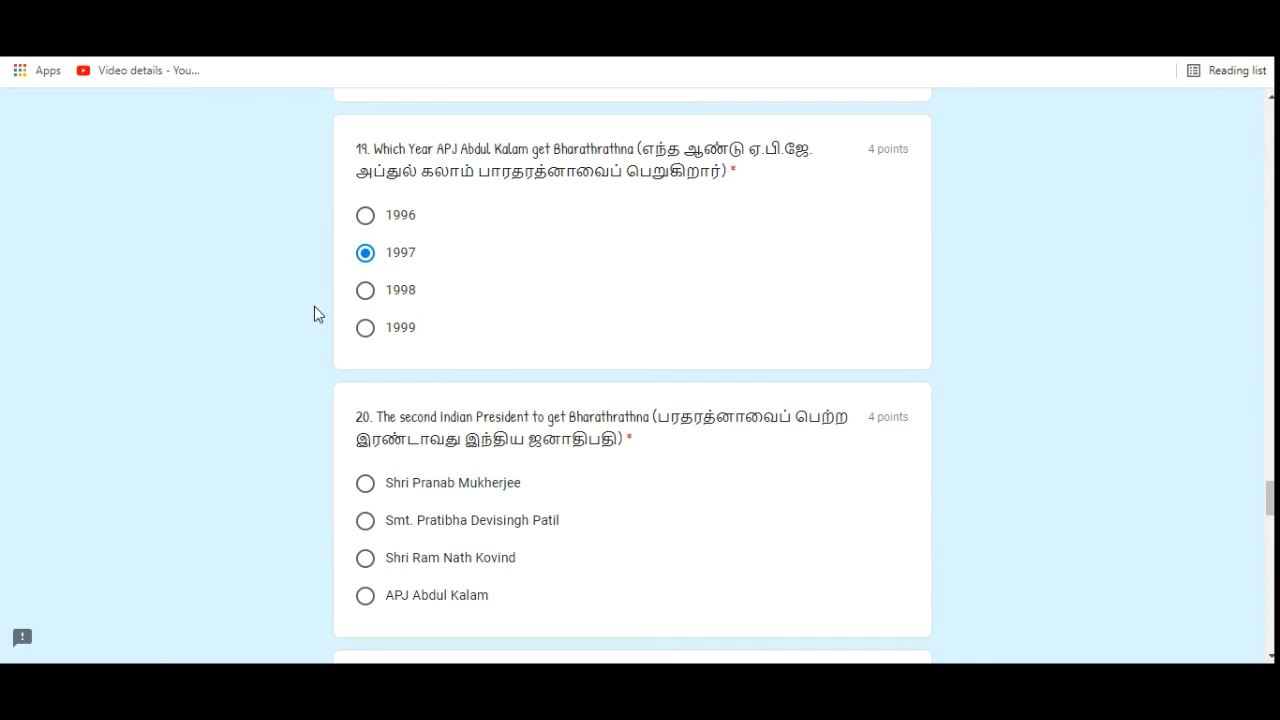 Apps
Video details - You...
Reading list
19. Which Year APJ Abdul Kalam get Bharathrathna (எந்த ஆண்டு ஏ.பி.ஜே.
அப்துல் கலாம் பாரதரத்னாவைப் பெறுகிறார்) *
4 points
1996
1997
1998
1999
20. The second Indian President to get Bharathrathna (பரதரத்னாவைப் பெற்ற
இரண்டாவது இந்திய ஜனாதிபதி) *
4 points
Shri Pranab Mukherjee
Smt. Pratibha Devisingh Patil
Shri Ram Nath Kovind
APJ Abdul Kalam